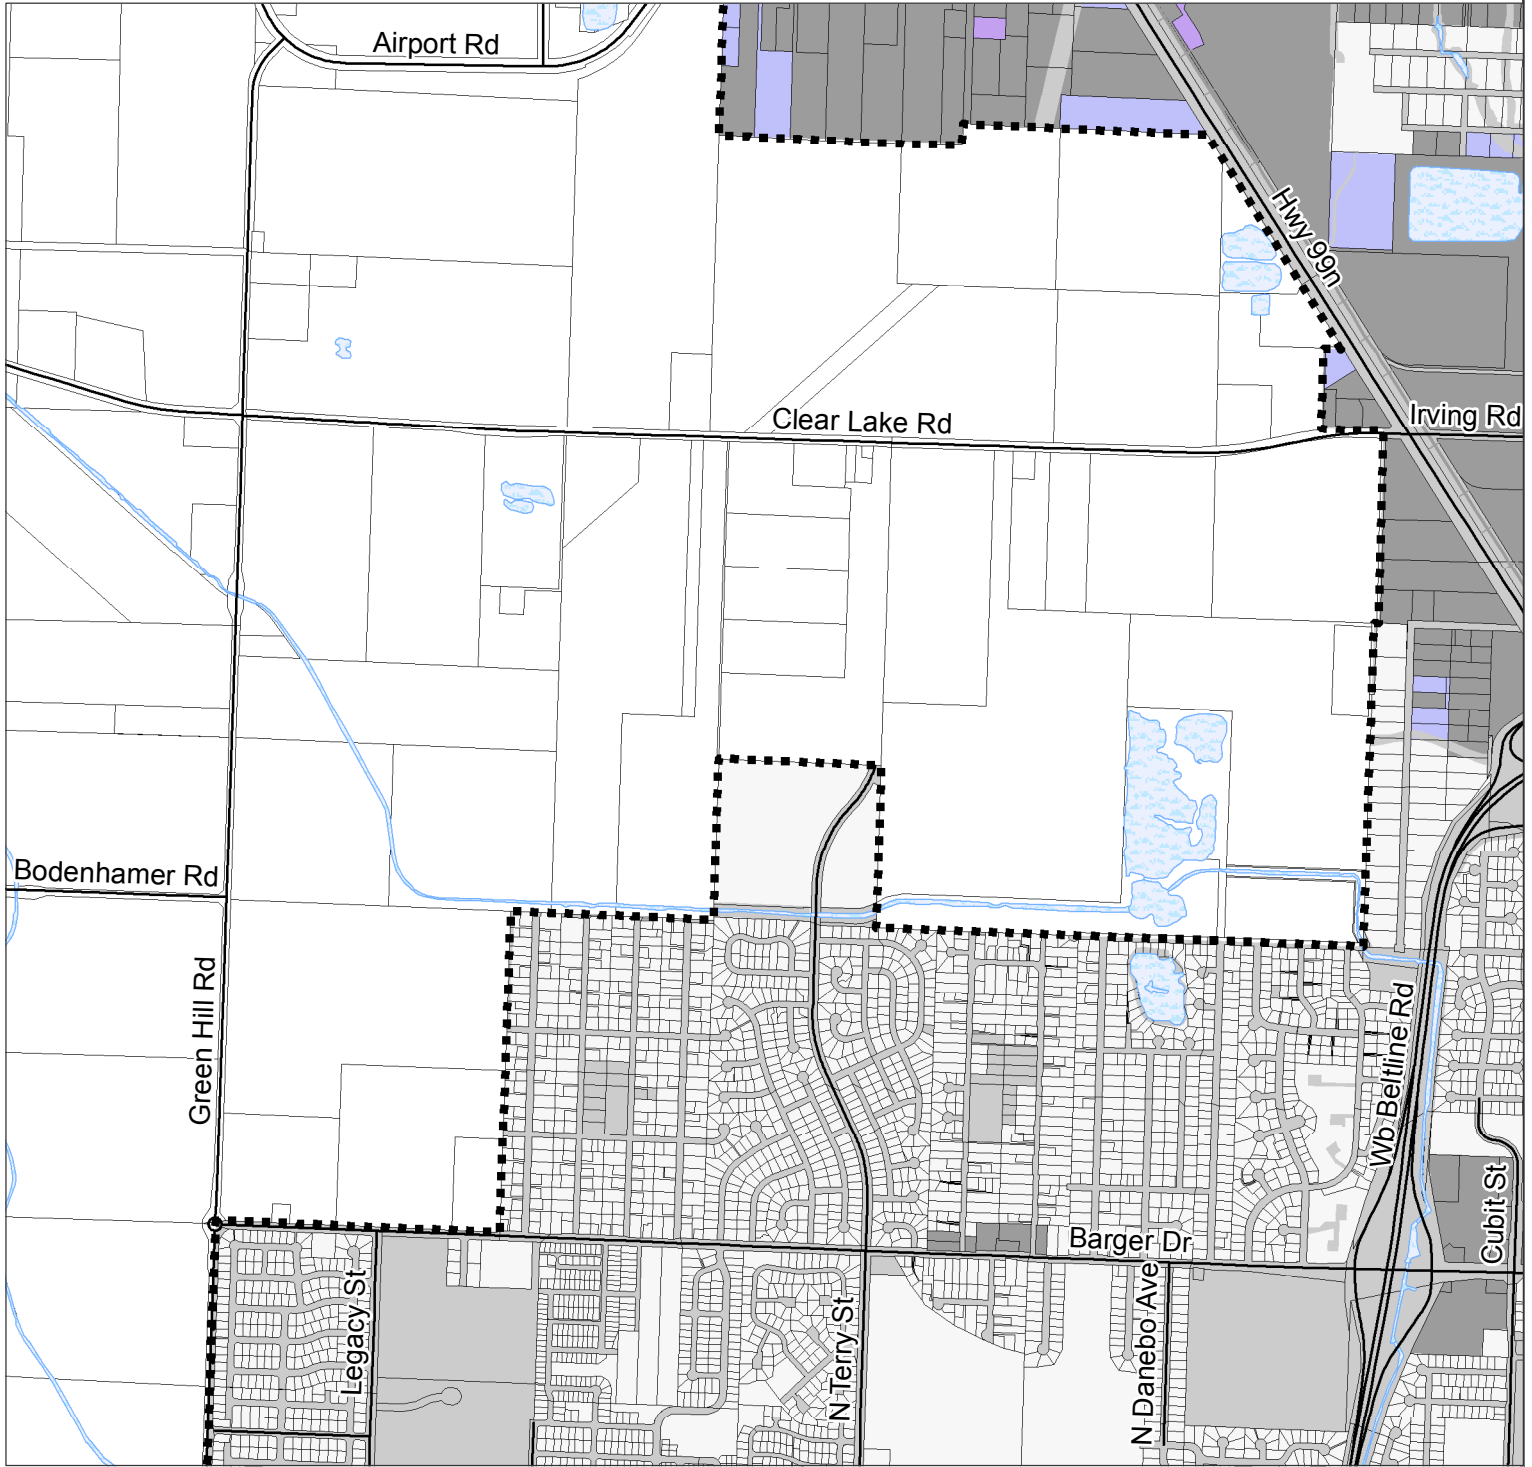 Airport Rd
Hwy 99n
Clear Lake Rd
Irving Rd
Bodenhamer Rd
Green Hill Rd
Wb Beltline Rd
Cubit St
Barger Dr
Legacy St
N Terry St
N Danebo Ave